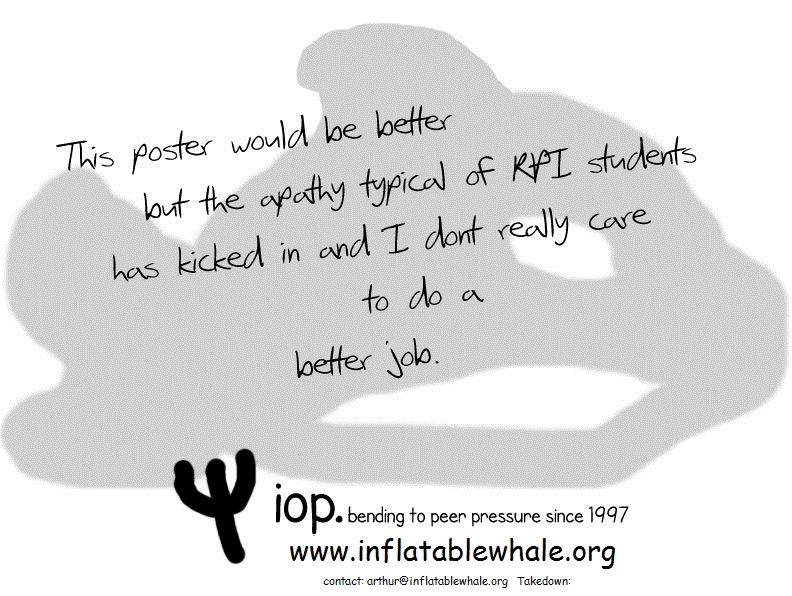 This poster would be better
but the apathy typical of RPI students
has kicked in and I dont really care
to do a
better job.
iop. bending to peer pressure since 1997
www.inflatablewhale.org
contact: arthur@inflatablewhale.org Takedown: